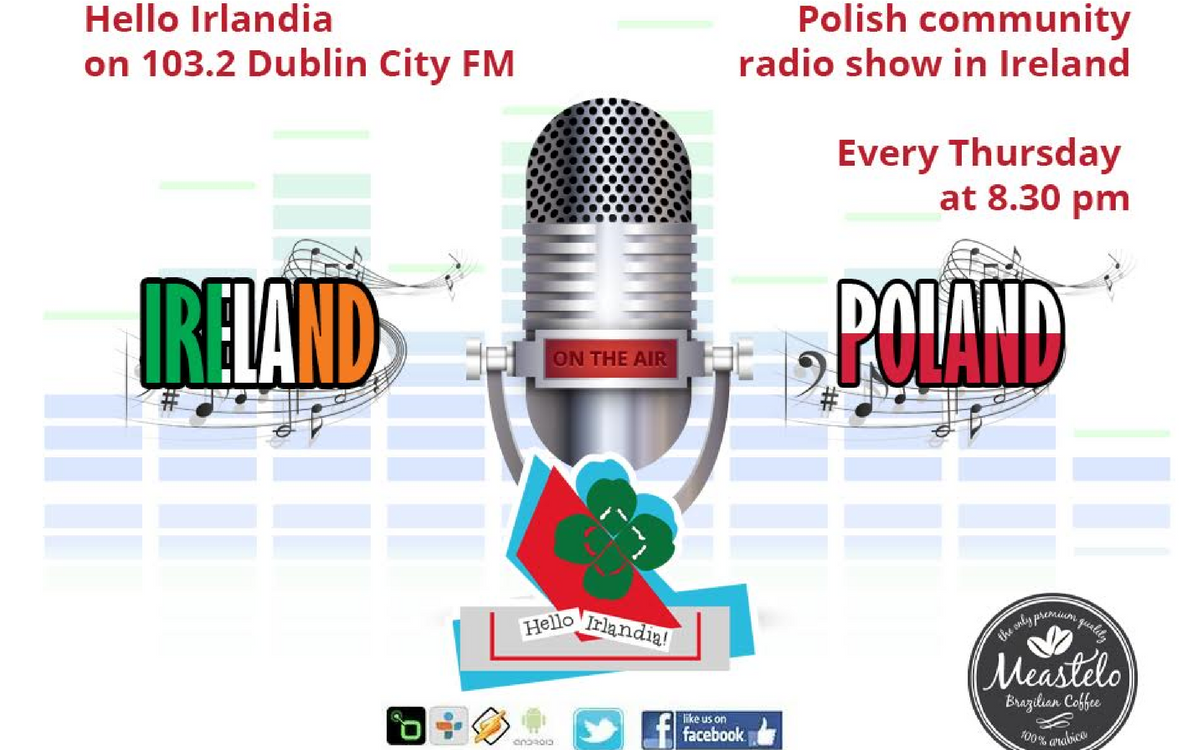 Hello Irlandia
on 103.2 Dublin City FM
Polish community
radio show in Ireland
Every Thursday
at 8.30 pm
IRELAND
POLAND
ON THE AIR
Hello Irlandia!
the only premium quality
Meastelo
Brazilian Coffee
100% arabica
ANDROID
like us on
facebook